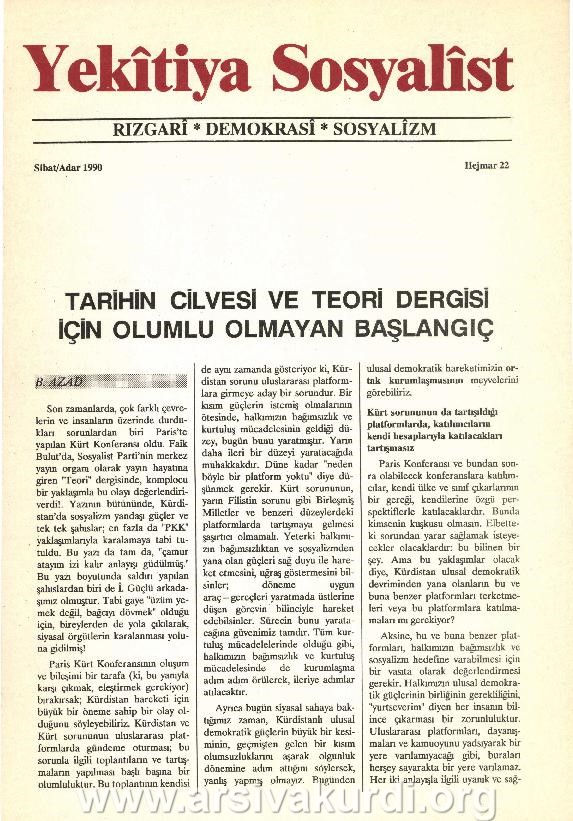 Yekîtiya Sosyalîst
RIZGARÎ * DEMOKRASÎ * SOSYALÎZM
Sibat/Adar 1990
Hejmar 22
TARİHİN CİLVESİ VE TEORİ DERGİSİ
İÇİN OLUMLU OLMAYAN BAŞLANGIÇ
B. AZAD
Son zamanlarda, çok farklı çevre-
lerin ve insanların üzerinde durdu-
kları sorunlardan biri Paris'te
yapılan Kürt Konferansı oldu. Faik
Bulut'da, Sosyalist Parti'nin merkez
yayın organı olarak yayın hayatına
giren "Teori" dergisinde, komplocu
bir yaklaşımla bu olayı değerlendiri-
verdi!. Yazının bütününde, Kürdi-
stan'da sosyalizm yandaşı güçler ve
tek tek şahıslar; en fazla da "PKK"
yaklaşımlarıyla karalamaya tabi tu-
tuldu. Bu yazı da tam da, "çamur
atayım izi kalır anlayışı güdülmüş."
Bu yazı boyutunda saldırı yapılan
şahıslardan biri de İ. Güçlü arkada-
şımız olmuştur. Tabi gaye "üzüm ye-
mek değil, bağcıyı dövmek" olduğu
için, bireylerden de yola çıkılarak,
siyasal örgütlerin karalanması yolu-
na gidilmiş!
Paris Kürt Konferansının oluşum
ve bileşimi bir tarafa (ki, bu yanıyla
karşı çıkmak, eleştirmek gerekiyor)
bırakırsak; Kürdistan hareketi için
büyük bir öneme sahip bir olay ol-
duğunu söyleyebiliriz. Kürdistan ve
Kürt sorununun uluslararası plat-
formlarda gündeme oturması; bu
sorunla ilgili toplantıların ve tartış-
maların yapılması başlı başına bir
olumluluktur. Bu toplantının kendisi
de aynı zamanda gösteriyor ki, Kür-
distan sorunu uluslararası platform-
lara girmeye aday bir sorundur. Bir
kısım güçlerin istemiş olmalarının
ötesinde, halkımızın bağımsızlık ve
kurtuluş mücadelesinin geldiği dü-
zey, bugün bunu yaratmıştır. Yarın
daha ileri bir düzeyi yaratacağıda
muhakkakdır. Düne kadar "neden
böyle bir platform yoktu" diye dü-
şünmek gerekir. Kürt sorununun,
yarın Filistin sorunu gibi Birleşmiş
Milletler ve benzeri düzeylerdeki
platformlarda tartışmaya gelmesi
şaşırtıcı olmamalı. Yeterki halkımı-
zın bağımsızlıktan ve sosyalizmden
yana olan güçleri sağ duyu ile hare-
ket etmesini, uğraş göstermesini bil-
sinler; döneme uygun
araç-gereçleri yaratmada üstlerine
düşen görevin bilinciyle hareket
edebilsinler. Sürecin bunu yarata-
cağına güvenimiz tamdır. Tüm kur-
tuluş mücadelelerinde olduğu gibi,
halkımızın bağımsızlık ve kurtuluş
mücadelesinde de kurumlaşma
adım adım örülerek, ileriye adımlar
atılacaktır.
Ayrıca bugün siyasal sahaya bak-
tığımız zaman, Kürdistanlı ulusal
demokratik güçlerin büyük bir kesi-
minin, geçmişten gelen bir kısım
olumsuzluklarını aşarak olgunluk
dönemine adım attığını söylersek,
yanlış yapmış olmayız. Bugünden
ulusal demokratik hareketimizin or-
tak kurumlaşmasının meyvelerini
görebiliriz.
Kürt sorununun da tartışıldığı
platformlarda, katılımcıların
kendi hesaplarıyla katılacakları
tartışmasız
Paris Konferansı ve bundan son-
ra olabilecek konferanslara katılım-
cılar, kendi ülke ve sınıf çıkarlarının
bir gereği, kendilerine özgü per-
spektiflerle katılacaklardır. Bunda
kimsenin kuşkusu olmasın. Elbette-
ki sorundan yarar sağlamak isteye-
cekler olacaklardır: bu bilinen bir
şey. Ama bu yaklaşımlar olacak
diye, Kürdistan ulusal demokratik
devriminden yana olanların bu ve
buna benzer platformları terketme-
leri veya bu platformlara katılma-
maları mı gerekiyor?
Aksine, bu ve buna benzer plat-
formları, halkımızın bağımsızlık ve
sosyalizm hedefine varabilmesi için
bir vasıta olarak değerlendirmesi
gerekir. Halkımızın ulusal demokra-
tik güçlerinin birliğinin gerekliliğini,
"yurtseverim" diyen her insanın bil-
ince çıkarması bir zorunluluktur.
Uluslararası platformları, dayanış-
maları ve kamuoyunu yadsıyarak bir
yere varılamıyacağı gibi, buraları
herşey sayarakta bir yere varılamaz.
Her iki anlayışla ilgili uyanık ve sağ-
www.arsivakurdi.org